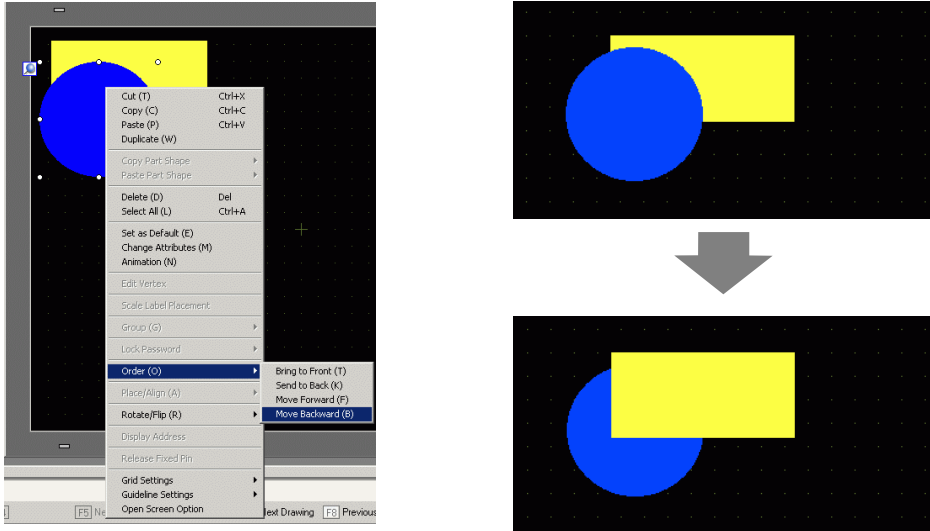 Cut (T) Ctrl+X
Copy (C) Ctrl+C
Paste (P) Ctrl+V
Duplicate (W)
Copy Part Shape
Paste Part Shape
Delete (D) Del
Select All (L) Ctrl+A
Set as Default (E)
Change Attributes (M)
Animation (N)
Edit Vertex
Scale Label Placement
Group (G)
Lock Password
Order (O)
Bring to Front (T)
Send to Back (K)
Move Forward (F)
Move Backward (B)
Place/Align (A)
Rotate/Flip (R)
Display Address
Release Fixed Pin
Grid Settings
Guideline Settings
Open Screen Option
F5 Drawing F8 Previous